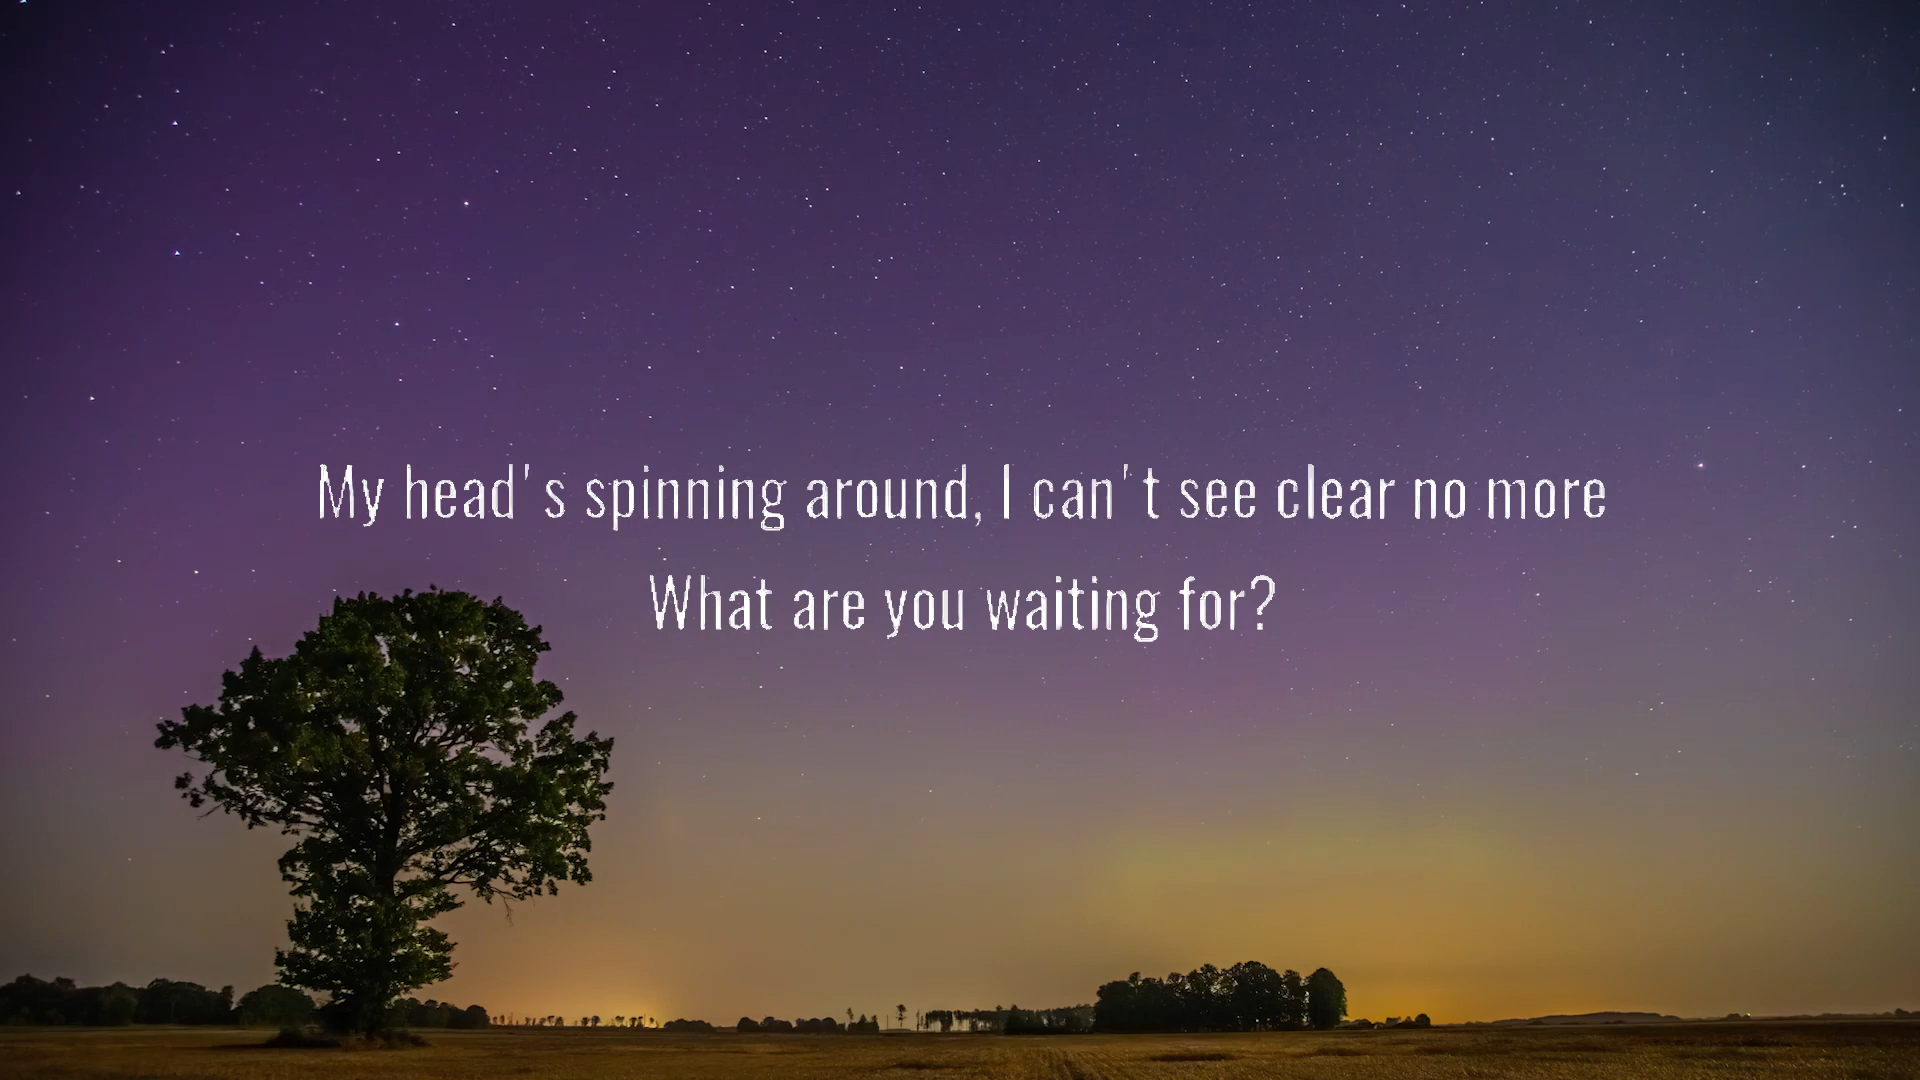 My head's spinning around, I can't see clear no more
What are you waiting for?